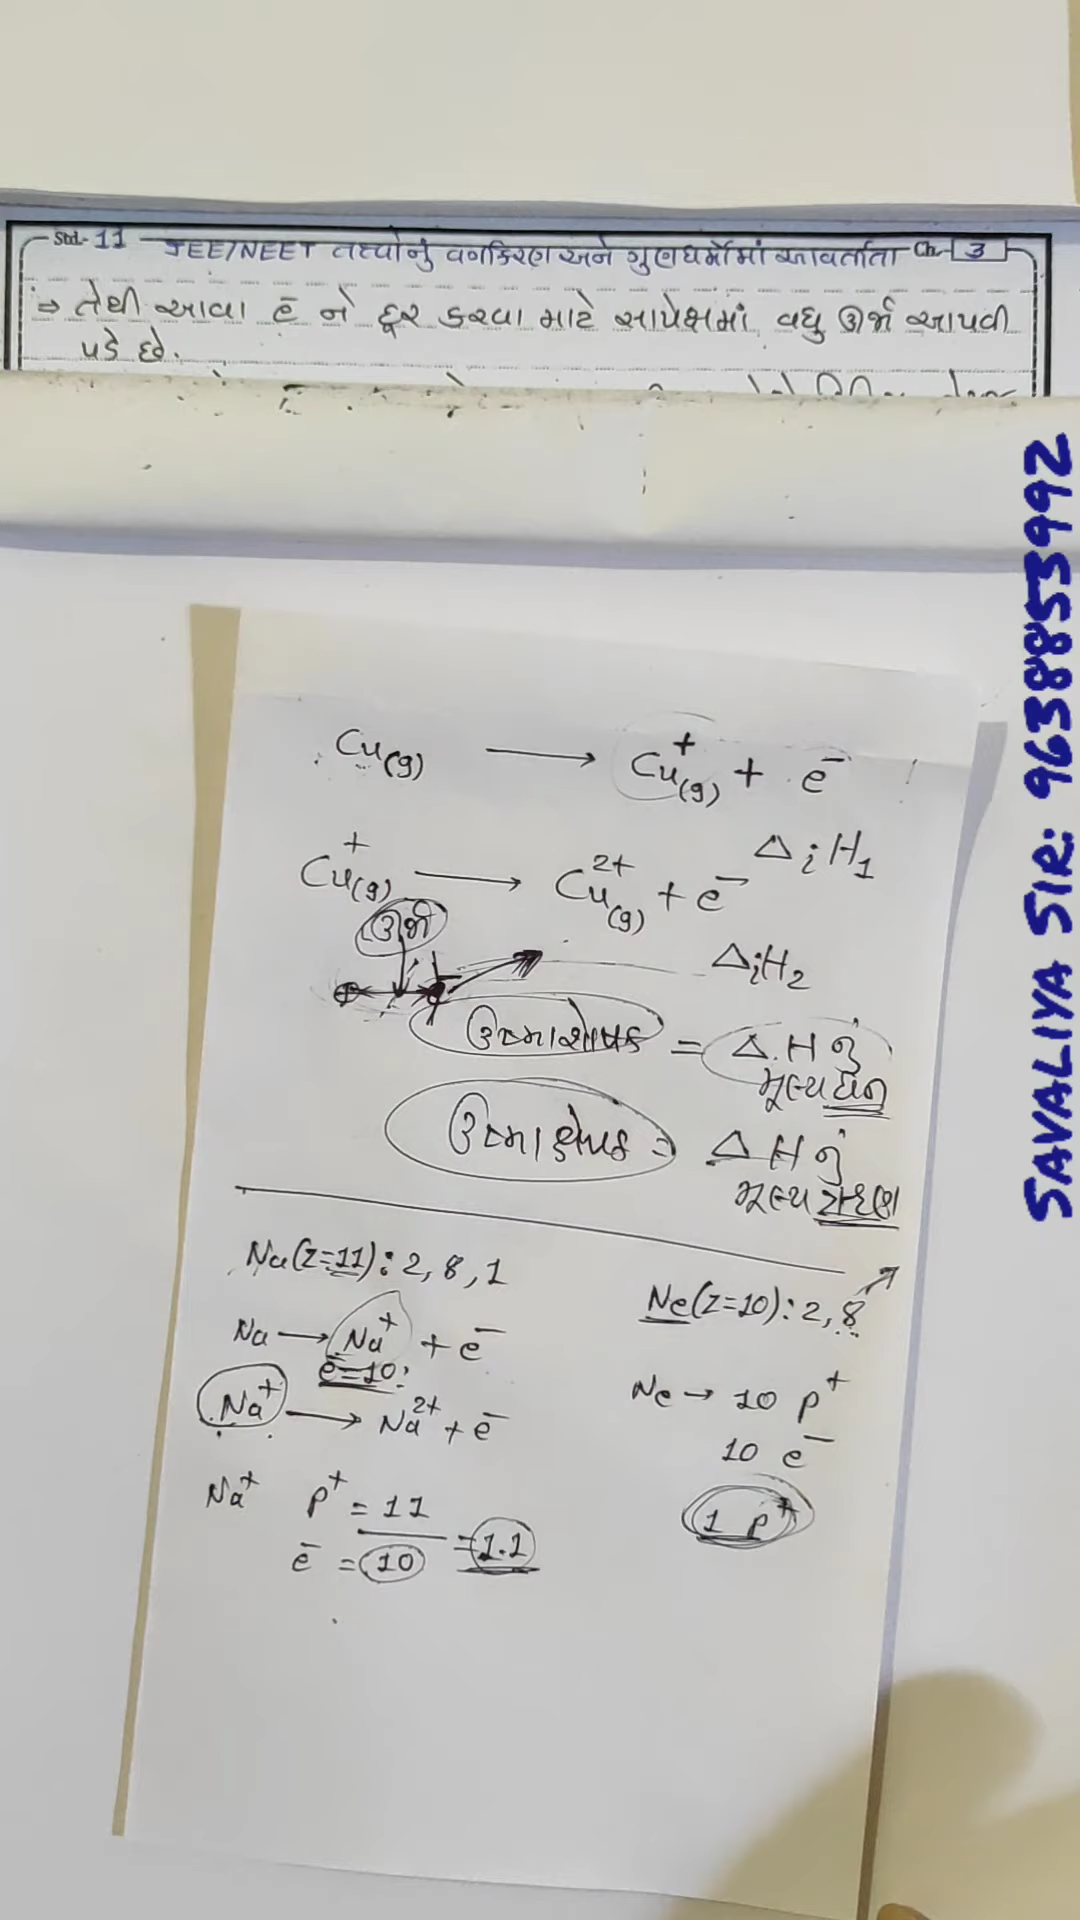 Std.- 11 JEE/NEET તત્ત્વોનું વર્ગીકરણ અને ગુણધર્મોમાં આવર્તતા Ch. 3
⇒ તેથી આવા e̅ ને દૂર કરવા માટે સાપેક્ષમાં વધુ ઊર્જા આપવી
પડે છે.
Cu(g) ⟶ Cu⁺(g) + e⁻
ΔᵢH₁
Cu⁺(g) ⟶ Cu²⁺(g) + e⁻
ઊર્જા
ΔᵢH₂
ઉષ્માશોષક = Δ.H નું
મૂલ્ય ધન
ઉષ્માક્ષેપક = ΔH નું
મૂલ્ય ઋણ
Na(z=11): 2, 8, 1
Na ⟶ Na⁺ + e⁻
e̅=10
Na⁺ ⟶ Na²⁺ + e⁻
Na⁺ p⁺ = 11
e̅ = 10 = 1.1
Ne(z=10): 2, 8
Ne → 10 p⁺
10 e⁻
1 p⁺
SAVALIYA SIR: 9638853992